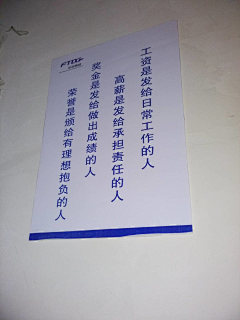 工资是发给日常工作的人
高薪是发给承担责任的人
奖金是发给做出成绩的人
荣誉是颁给有理想抱负的人